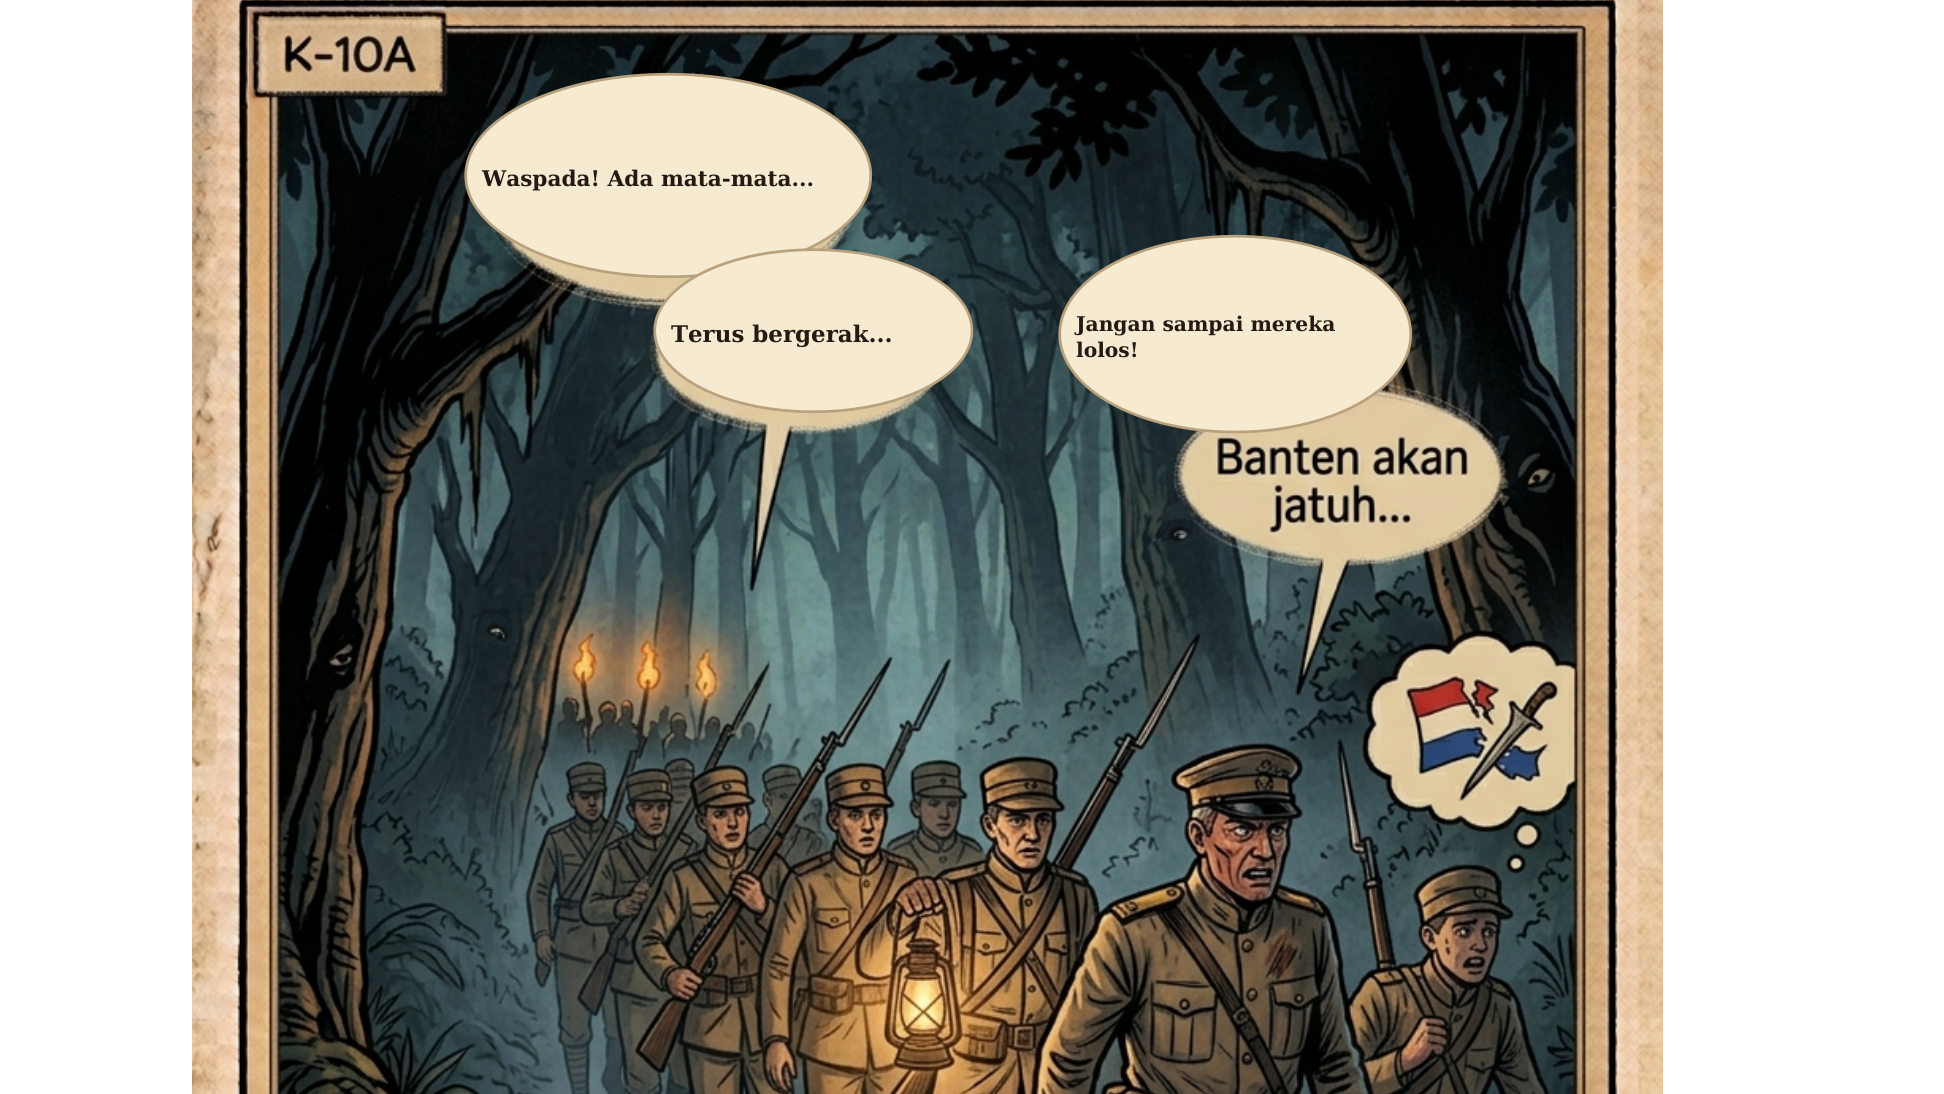 K-10A
Waspada! Ada mata-mata...
Terus bergerak...
Jangan sampai mereka
lolos!
Banten akan
jatuh...